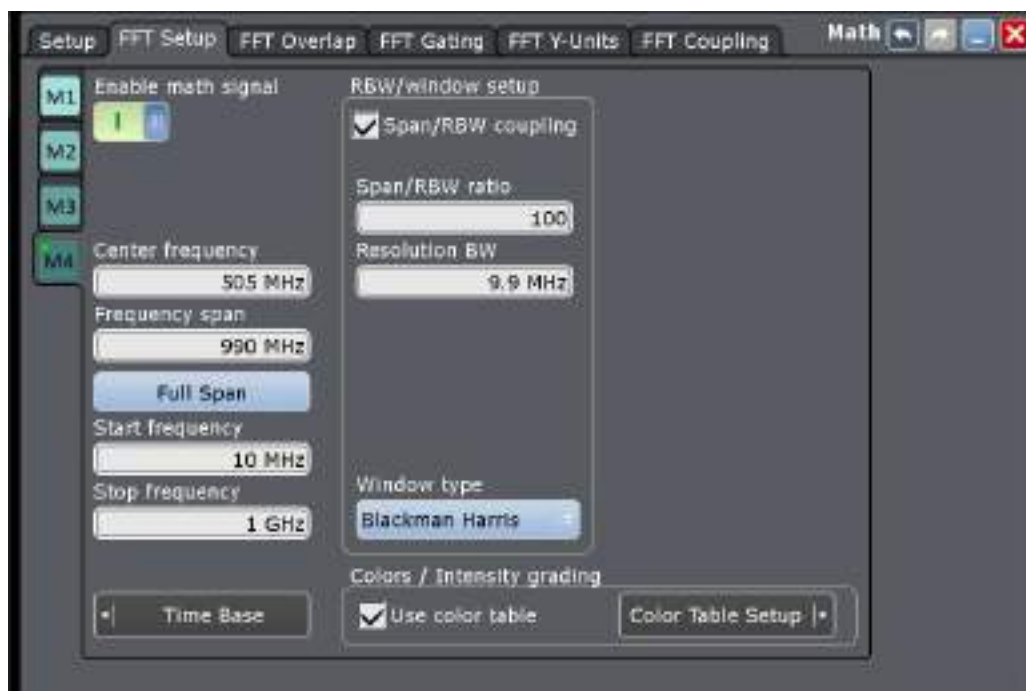 Setup FFT Setup FFT Overlap FFT Gating FFT Y-Units FFT Coupling Math
M1
M2
M3
M4
Enable math signal
Center frequency
505 MHz
Frequency span
990 MHz
Full Span
Start frequency
10 MHz
Stop frequency
1 GHz
Time Base
RBW/window setup
Span/RBW coupling
Span/RBW ratio
100
Resolution BW
9.9 MHz
Window type
Blackman Harris
Colors / Intensity grading
Use color table
Color Table Setup